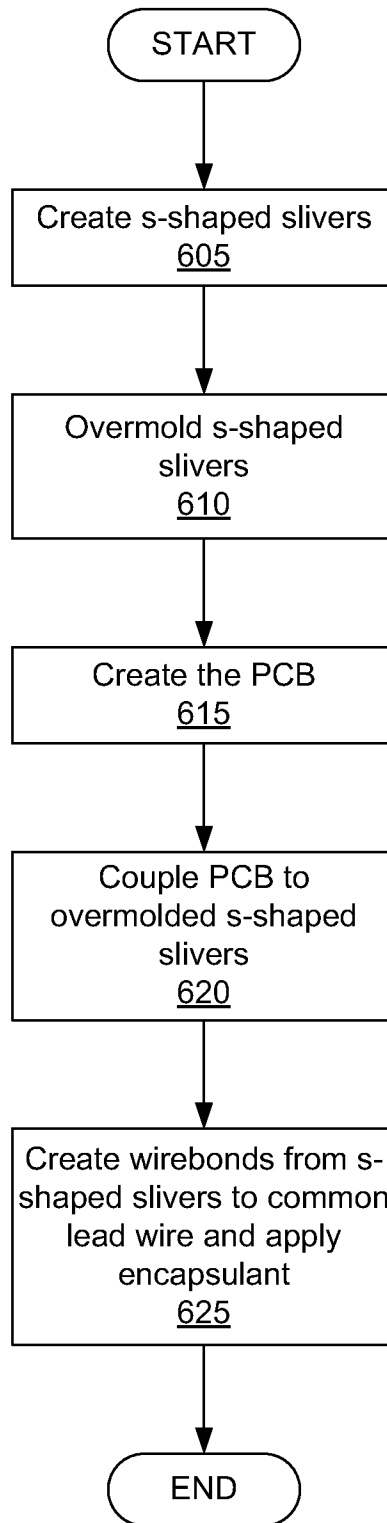 START
Create s-shaped slivers
605
Overmold s-shaped
slivers
610
Create the PCB
615
Couple PCB to
overmolded s-shaped
slivers
620
Create wirebonds from s-
shaped slivers to common
lead wire and apply
encapsulant
625
END